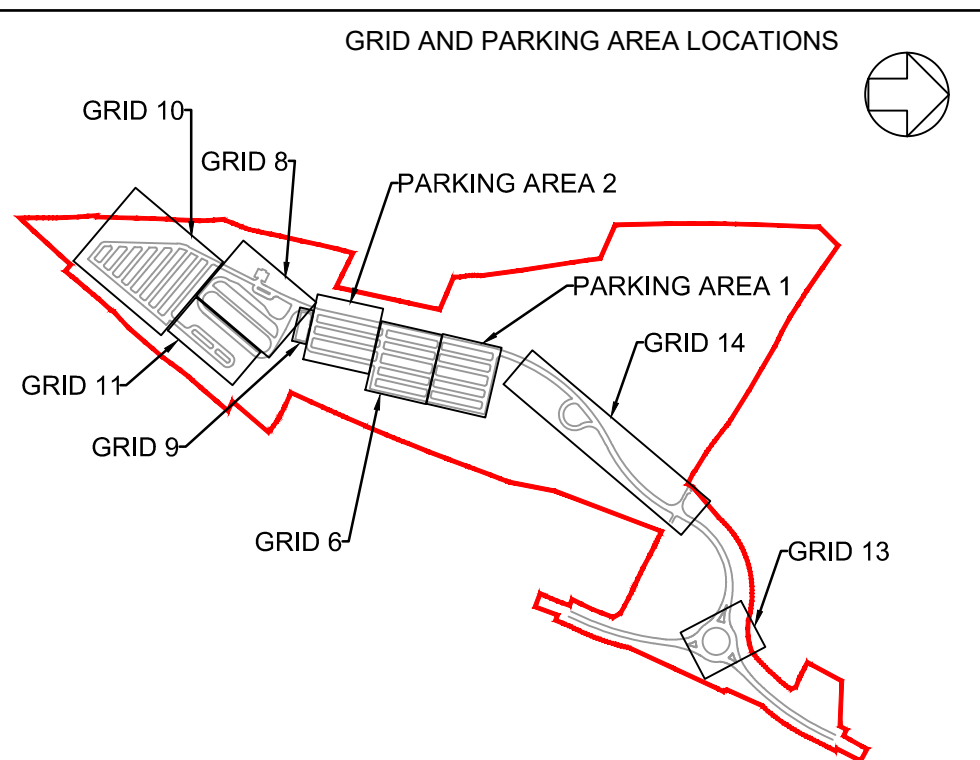 GRID AND PARKING AREA LOCATIONS
GRID 10
GRID 8
PARKING AREA 2
PARKING AREA 1
GRID 14
GRID 11
GRID 9
GRID 6
GRID 13